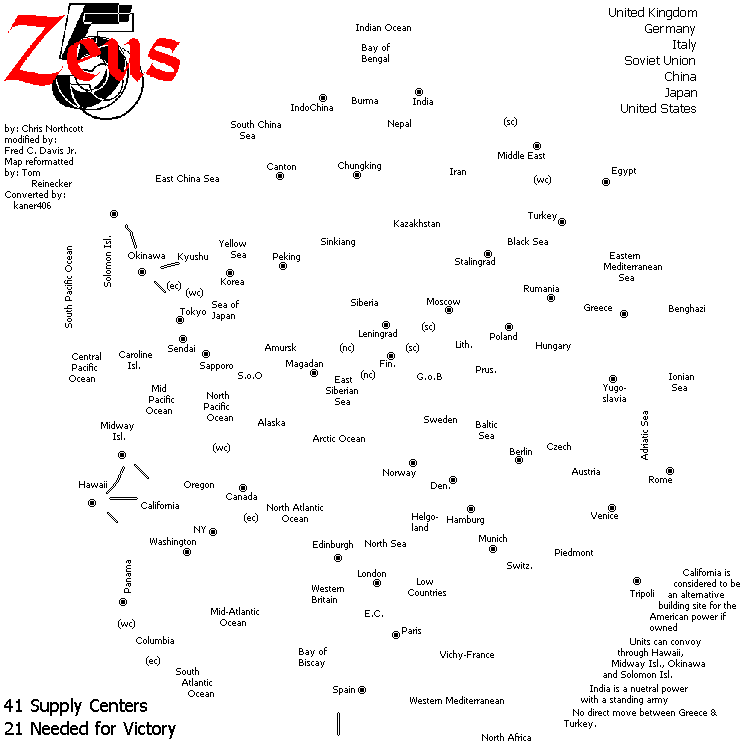 Zeus 5
by: Chris Northcott
modified by:
Fred C. Davis Jr.
Map reformatted
by: Tom
Reinecker
Converted by:
kaner406
United Kingdom
Germany
Italy
Soviet Union
China
Japan
United States
Indian Ocean
Bay of
Bengal
IndoChina
Burma
India
South China
Sea
Nepal
(sc)
Middle East
(wc)
Egypt
East China Sea
Canton
Chungking
Iran
Kazakhstan
Turkey
Black Sea
South Pacific Ocean
Solomon Isl.
Okinawa
Kyushu
Yellow
Sea
Korea
Peking
Sinkiang
Stalingrad
Eastern
Mediterranean
Sea
(ec)
(wc)
Tokyo
Sea of
Japan
Siberia
Moscow
Rumania
Greece
Benghazi
Leningrad
(sc)
Poland
Sendai
Sapporo
Amursk
(nc)
(sc)
Lith.
Hungary
Central
Pacific
Ocean
Caroline
Isl.
S.o.O
Magadan
Fin.
(nc)
East
Siberian
Sea
G.o.B
Prus.
Yugo-
slavia
Ionian
Sea
Mid
Pacific
Ocean
North
Pacific
Ocean
Alaska
Arctic Ocean
Sweden
Baltic
Sea
Adriatic Sea
Midway
Isl.
(wc)
Berlin
Czech
Austria
Rome
Norway
Den.
Hawaii
Oregon
Canada
California
(ec)
North Atlantic
Ocean
Helgo-
land
Hamburg
Venice
NY
Washington
Edinburgh
North Sea
Munich
Switz.
Piedmont
Panama
London
Western
Britain
Low
Countries
Tripoli
(wc)
Mid-Atlantic
Ocean
E.C.
Paris
Columbia
(ec)
South
Atlantic
Ocean
Bay of
Biscay
Vichy-France
Spain
Western Mediterranean
North Africa
California is
considered to be
an alternative
building site for the
American power if
owned
Units can convoy
through Hawaii,
Midway Isl., Okinawa
and Solomon Isl.
India is a nuetral power
with a standing army
No direct move between Greece &
Turkey.
41 Supply Centers
21 Needed for Victory